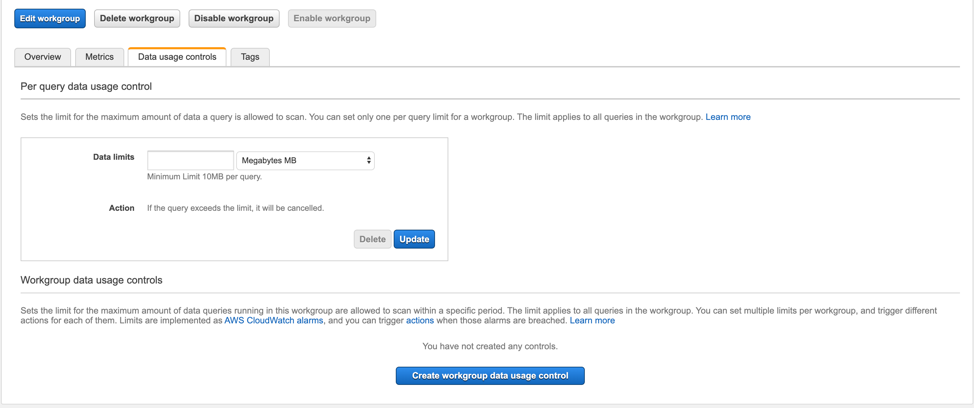 Edit workgroup Delete workgroup Disable workgroup Enable workgroup
Overview Metrics Data usage controls Tags
Per query data usage control
Sets the limit for the maximum amount of data a query is allowed to scan. You can set only one per query limit for a workgroup. The limit applies to all queries in the workgroup. Learn more
Data limits Megabytes MB
Minimum Limit 10MB per query.
Action If the query exceeds the limit, it will be cancelled.
Delete Update
Workgroup data usage controls
Sets the limit for the maximum amount of data queries running in this workgroup are allowed to scan within a specific period. The limit applies to all queries in the workgroup. You can set multiple limits per workgroup, and trigger different
actions for each of them. Limits are implemented as AWS CloudWatch alarms, and you can trigger actions when those alarms are breached. Learn more
You have not created any controls.
Create workgroup data usage control